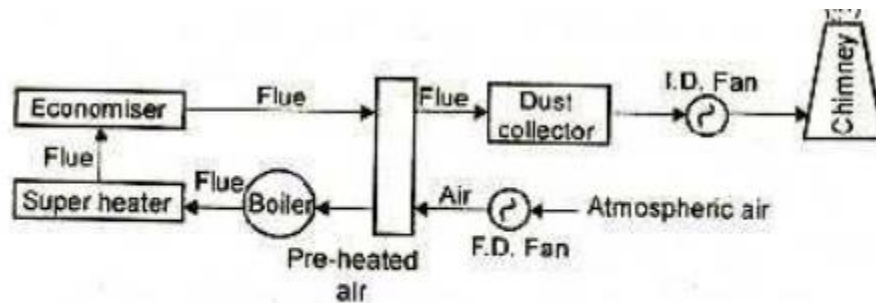 I.D. Fan
Chimney
Economiser
Flue
Flue
Dust
collector
Flue
Super heater
Flue
Boiler
Air
Atmospheric air
F.D. Fan
Pre-heated
air